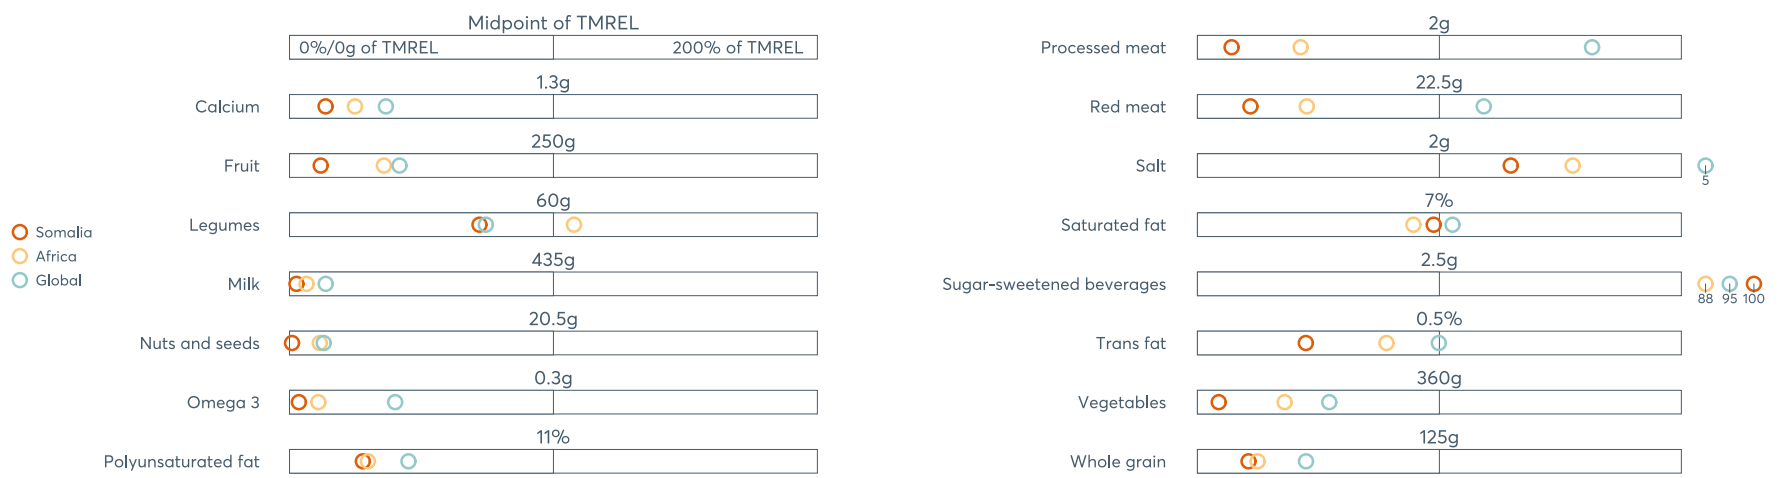 Midpoint of TMREL
0%/0g of TMREL 200% of TMREL
1.3g
Calcium
250g
Fruit
60g
Legumes
435g
Milk
20.5g
Nuts and seeds
0.3g
Omega 3
11%
Polyunsaturated fat
Somalia
Africa
Global
2g
Processed meat
22.5g
Red meat
2g
Salt
5
7%
Saturated fat
2.5g
Sugar-sweetened beverages
88 95 100
0.5%
Trans fat
360g
Vegetables
125g
Whole grain